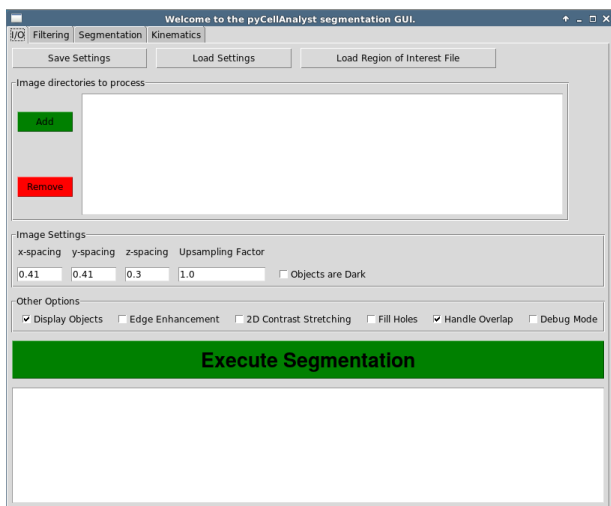 Welcome to the pyCellAnalyst segmentation GUI.
I/O Filtering Segmentation Kinematics
Save Settings Load Settings Load Region of Interest File
Image directories to process
Add
Remove
Image Settings
x-spacing y-spacing z-spacing Upsampling Factor
0.41 0.41 0.3 1.0 Objects are Dark
Other Options
Display Objects Edge Enhancement 2D Contrast Stretching Fill Holes Handle Overlap Debug Mode
Execute Segmentation